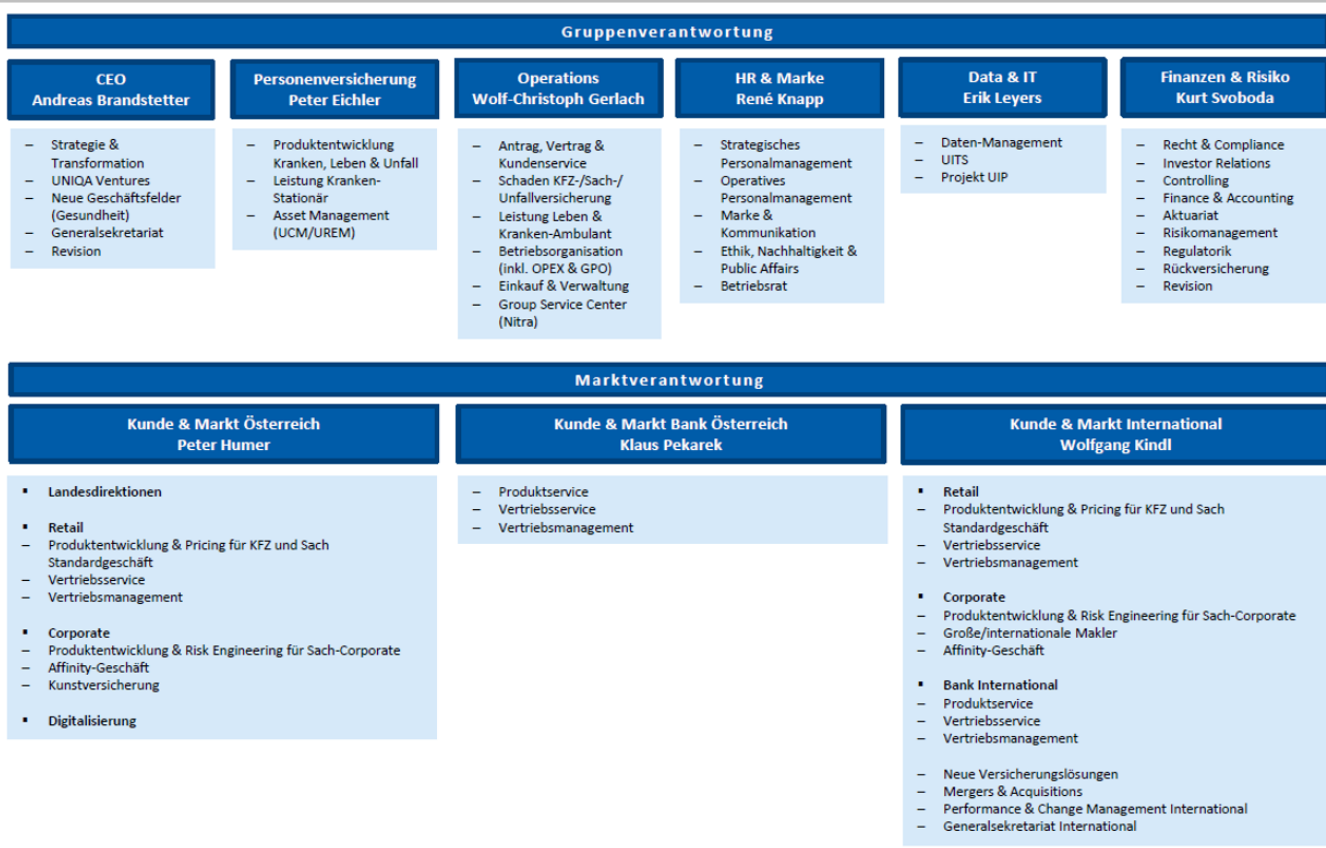 Gruppenverantwortung
CEO
Andreas Brandstetter
– Strategie &
Transformation
– UNIQA Ventures
– Neue Geschäftsfelder
(Gesundheit)
– Generalsekretariat
– Revision
Personenversicherung
Peter Eichler
– Produktentwicklung
Kranken, Leben & Unfall
– Leistung Kranken-
Stationär
– Asset Management
(UCM/UREM)
Operations
Wolf-Christoph Gerlach
– Antrag, Vertrag &
Kundenservice
– Schaden KFZ-/Sach-/
Unfallversicherung
– Leistung Leben &
Kranken-Ambulant
– Betriebsorganisation
(inkl. OPEX & GPO)
– Einkauf & Verwaltung
– Group Service Center
(Nitra)
HR & Marke
René Knapp
– Strategisches
Personalmanagement
– Operatives
Personalmanagement
– Marke &
Kommunikation
– Ethik, Nachhaltigkeit &
Public Affairs
– Betriebsrat
Data & IT
Erik Leyers
– Daten-Management
– UITS
– Projekt UIP
Finanzen & Risiko
Kurt Svoboda
– Recht & Compliance
– Investor Relations
– Controlling
– Finance & Accounting
– Aktuariat
– Risikomanagement
– Regulatorik
– Rückversicherung
– Revision
Marktverantwortung
Kunde & Markt Österreich
Peter Humer
▪ Landesdirektionen
▪ Retail
– Produktentwicklung & Pricing für KFZ und Sach
Standardgeschäft
– Vertriebsservice
– Vertriebsmanagement
▪ Corporate
– Produktentwicklung & Risk Engineering für Sach-Corporate
– Affinity-Geschäft
– Kunstversicherung
▪ Digitalisierung
Kunde & Markt Bank Österreich
Klaus Pekarek
– Produktservice
– Vertriebsservice
– Vertriebsmanagement
Kunde & Markt International
Wolfgang Kindl
▪ Retail
– Produktentwicklung & Pricing für KFZ und Sach
Standardgeschäft
– Vertriebsservice
– Vertriebsmanagement
▪ Corporate
– Produktentwicklung & Risk Engineering für Sach-Corporate
– Große/internationale Makler
– Affinity-Geschäft
▪ Bank International
– Produktservice
– Vertriebsservice
– Vertriebsmanagement
– Neue Versicherungslösungen
– Mergers & Acquisitions
– Performance & Change Management International
– Generalsekretariat International